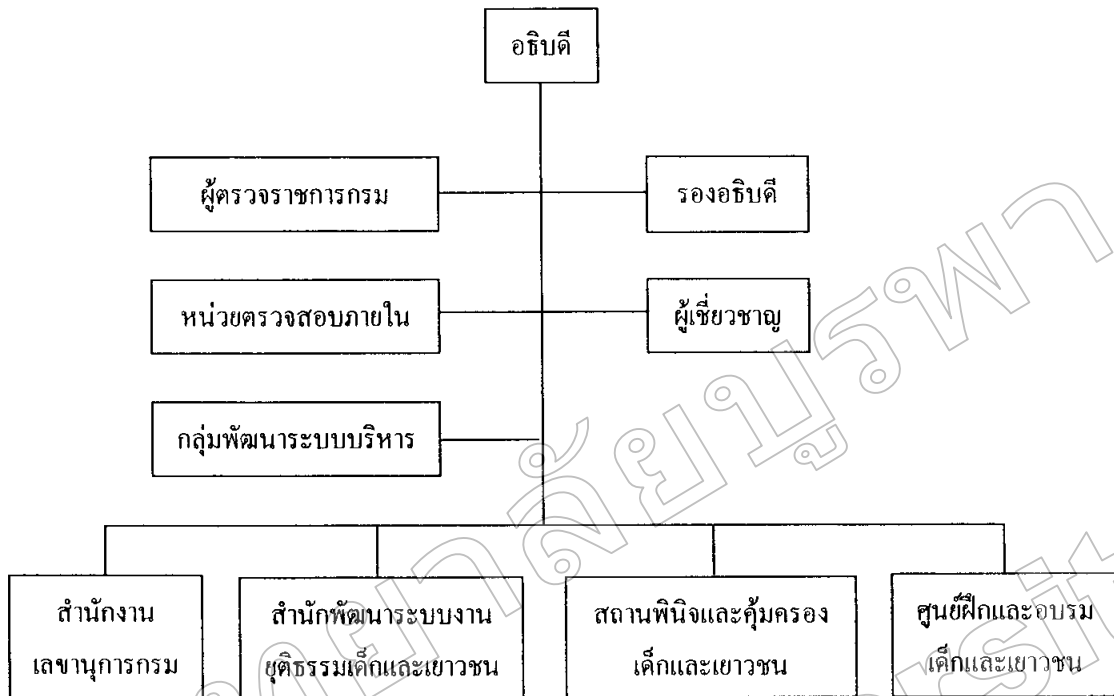 อธิบดี
ผู้ตรวจราชการกรม
รองอธิบดี
หน่วยตรวจสอบภายใน
ผู้เชี่ยวชาญ
กลุ่มพัฒนาระบบบริหาร
สำนักงาน
เลขานุการกรม
สำนักพัฒนาระบบงาน
ยุติธรรมเด็กและเยาวชน
สถานพินิจและคุ้มครอง
เด็กและเยาวชน
ศูนย์ฝึกและอบรม
เด็กและเยาวชน